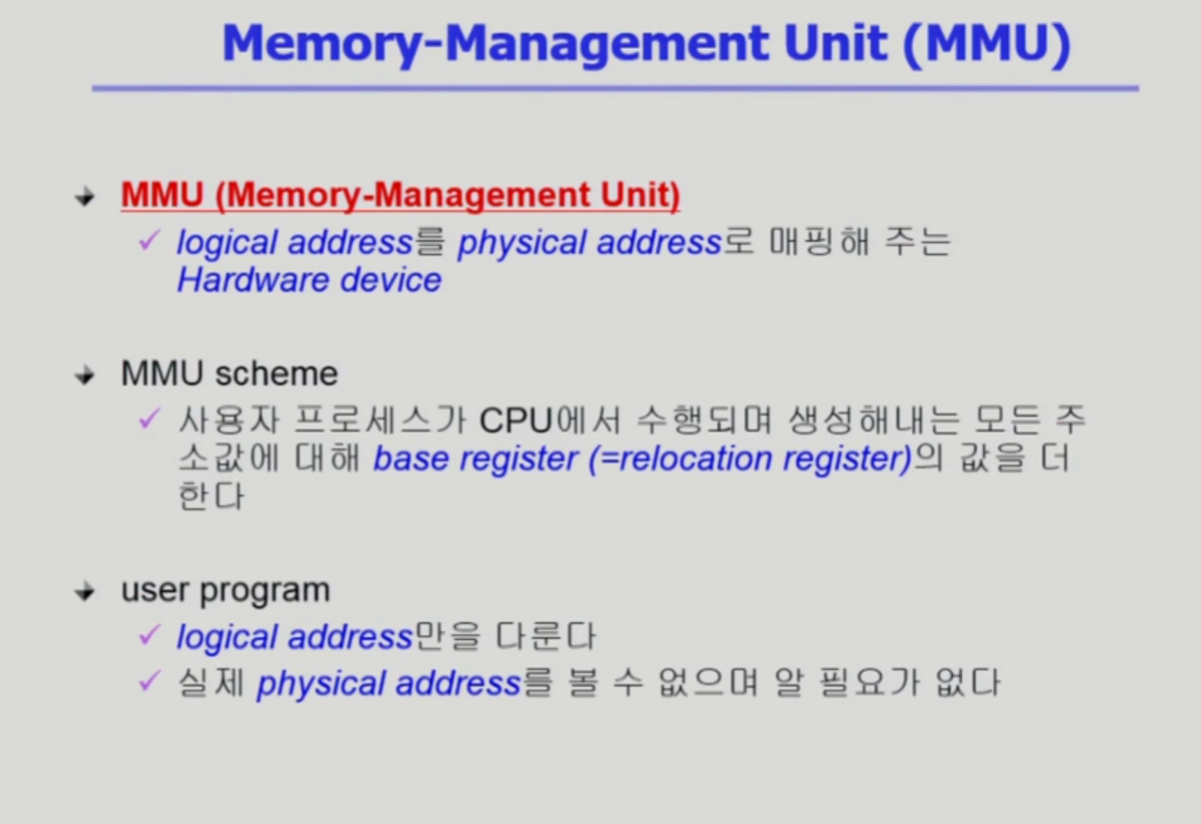 Memory-Management Unit (MMU)
MMU (Memory-Management Unit)
logical address를 physical address로 매핑해 주는
Hardware device
MMU scheme
사용자 프로세스가 CPU에서 수행되며 생성해내는 모든 주
소값에 대해 base register (=relocation register)의 값을 더
한다
user program
logical address만을 다룬다
실제 physical address를 볼 수 없으며 알 필요가 없다